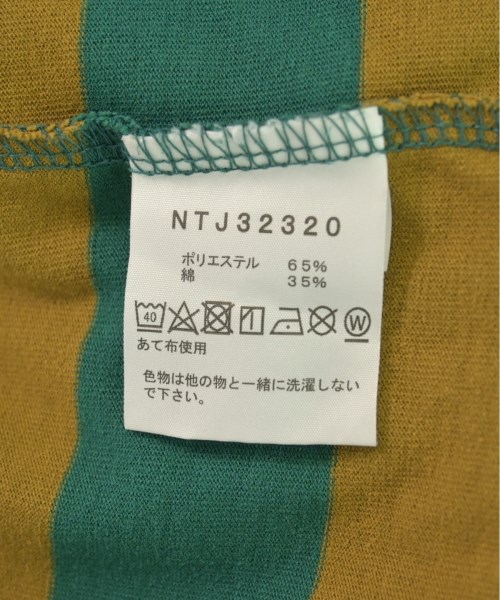 NTJ32320
ポリエステル 65%
綿 35%
40 W
あて布使用
色物は他の物と一緒に洗濯しない
で下さい。